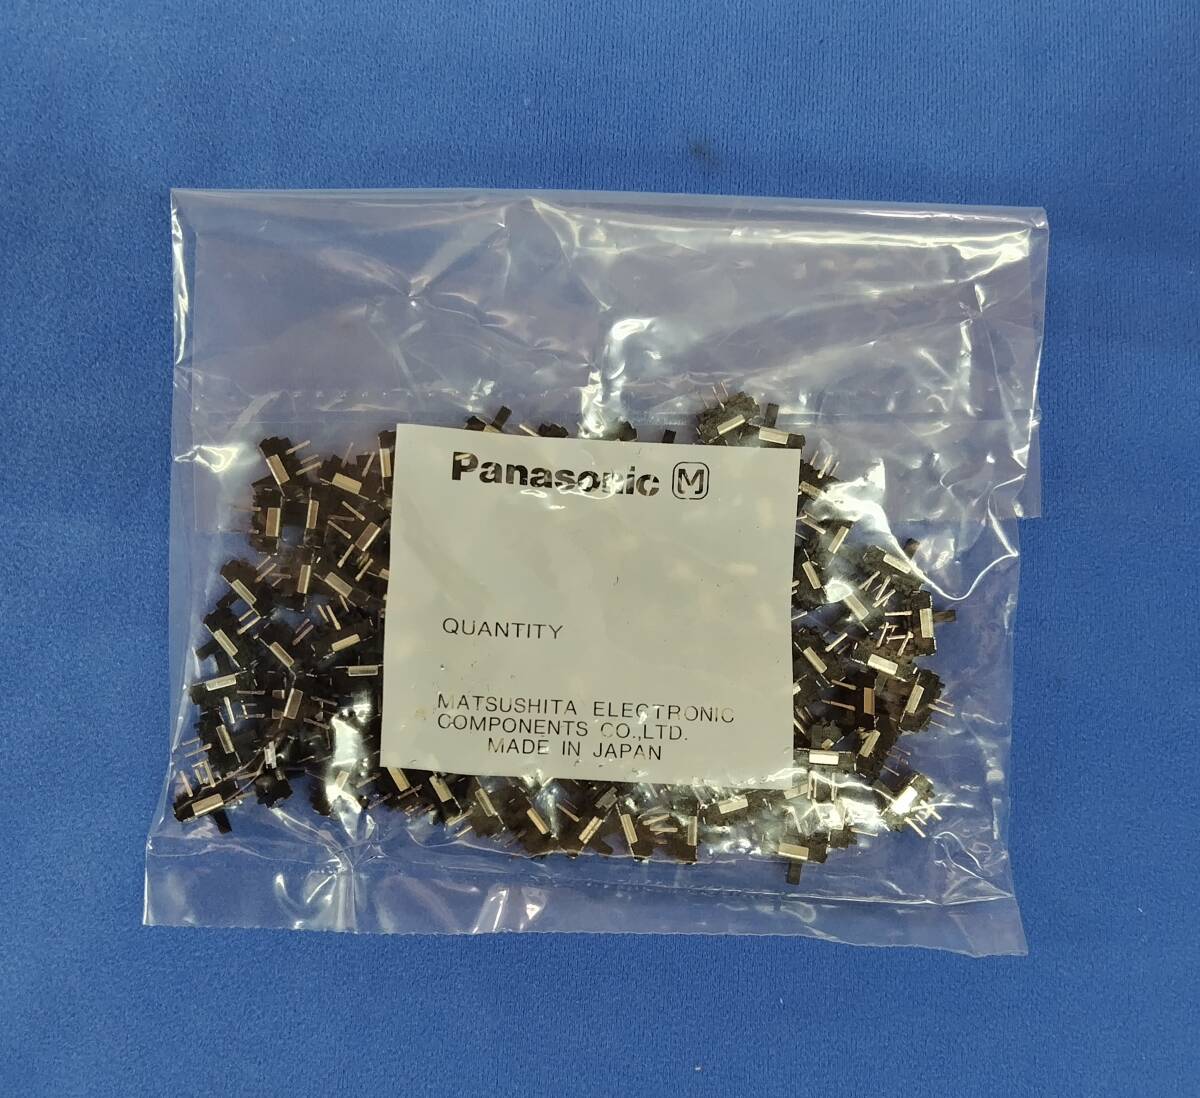 Panasonic M
QUANTITY
MATSUSHITA ELECTRONIC
COMPONENTS CO.,LTD.
MADE IN JAPAN